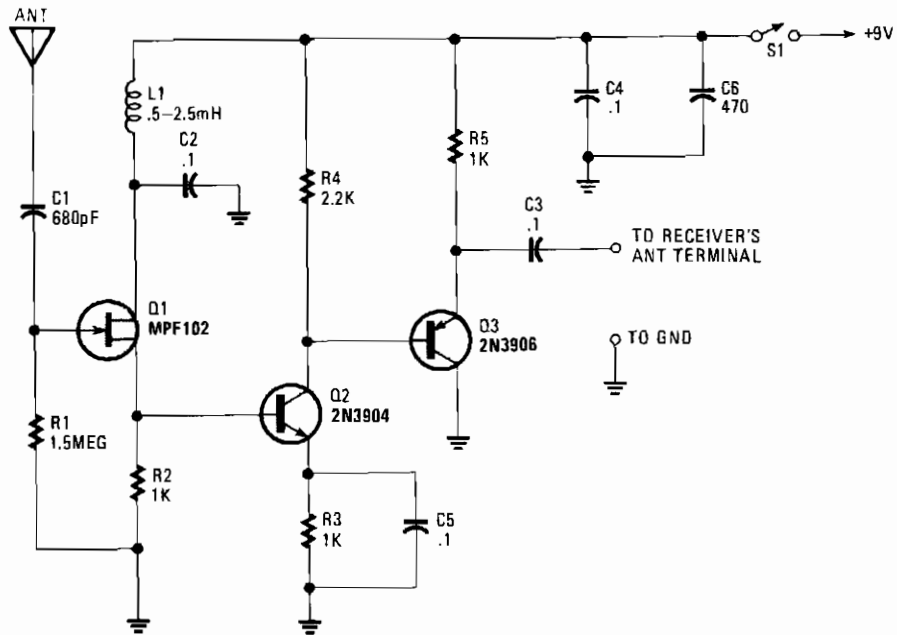 ANT
+9V
S1
L1
.5–2.5mH
C4
.1
C6
470
C2
.1
R5
1K
R4
2.2K
C1
680pF
C3
.1
TO RECEIVER'S
ANT TERMINAL
Q1
MPF102
Q3
2N3906
TO GND
Q2
2N3904
R1
1.5MEG
R2
1K
R3
1K
C5
.1